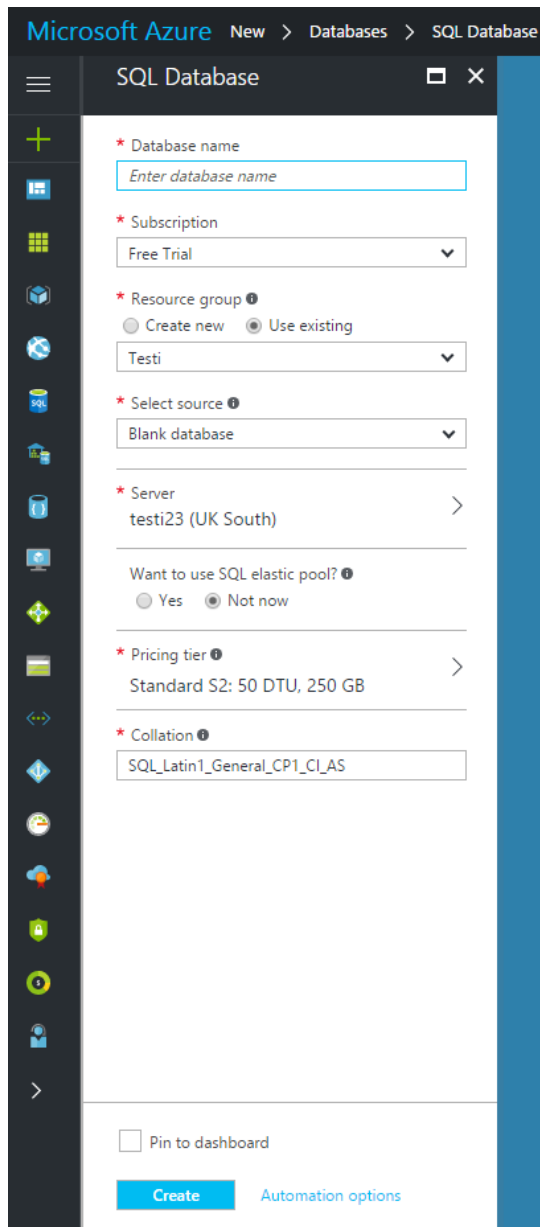 Microsoft Azure New > Databases > SQL Database
SQL Database
* Database name
Enter database name
* Subscription
Free Trial
* Resource group
Create new Use existing
Testi
* Select source
Blank database
* Server
testi23 (UK South)
Want to use SQL elastic pool?
Yes Not now
* Pricing tier
Standard S2: 50 DTU, 250 GB
* Collation
SQL_Latin1_General_CP1_CI_AS
Pin to dashboard
Create Automation options